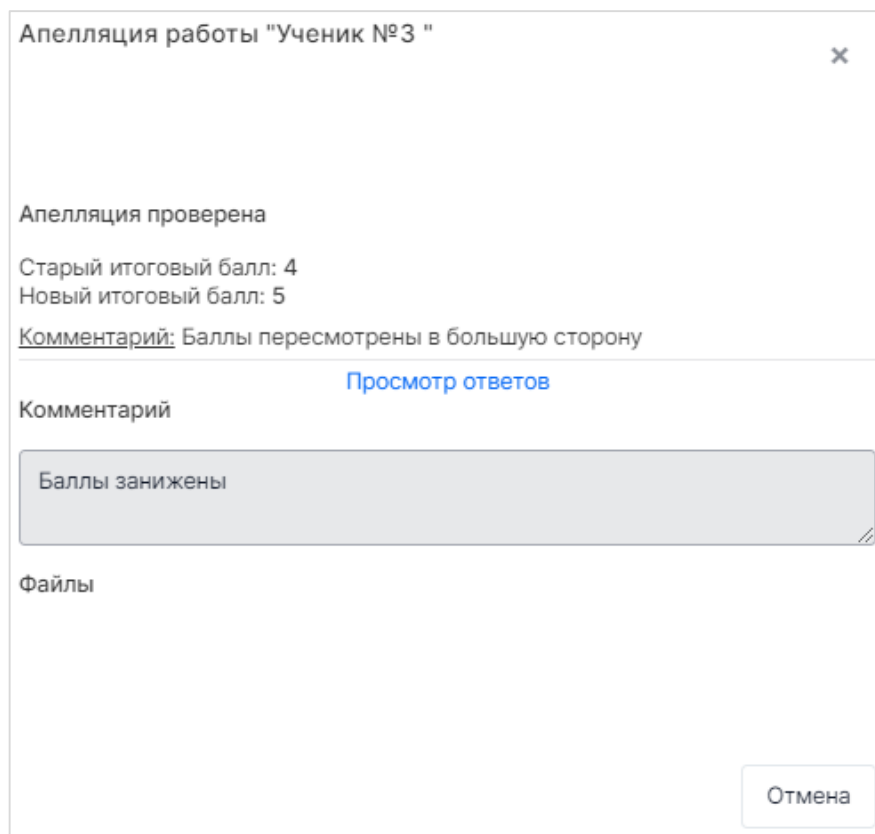 Апелляция работы "Ученик №3 "
×
Апелляция проверена
Старый итоговый балл: 4
Новый итоговый балл: 5
Комментарий: Баллы пересмотрены в большую сторону
Просмотр ответов
Комментарий
Баллы занижены
Файлы
Отмена